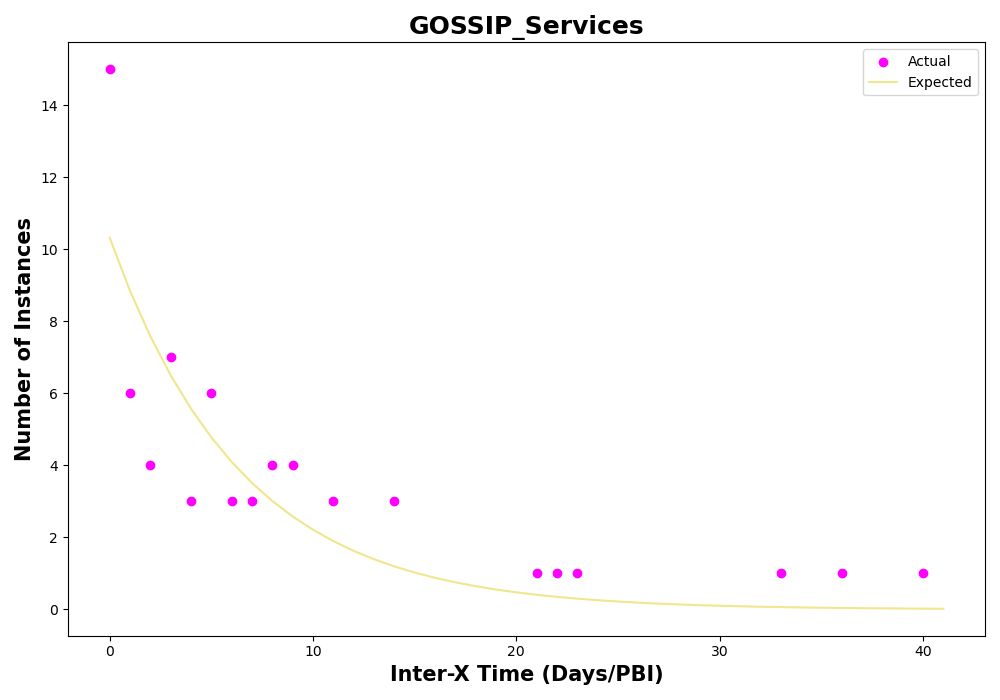 GOSSIP_Services
Actual
Expected
14
12
10
8
6
4
2
0
Number of Instances
0 10 20 30 40
Inter-X Time (Days/PBI)